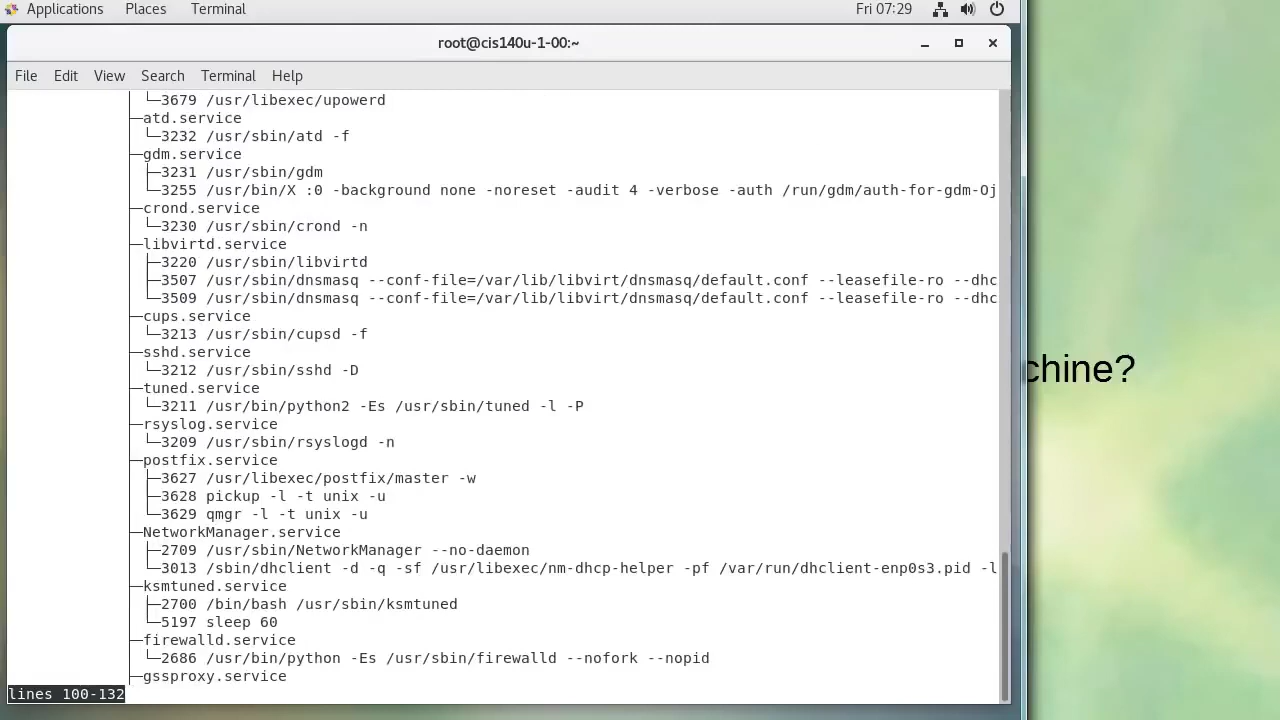 Applications Places Terminal Fri 07:29
root@cis140u-1-00:~
File Edit View Search Terminal Help
└─3679 /usr/libexec/upowerd
├─atd.service
└─3232 /usr/sbin/atd -f
├─gdm.service
├─3231 /usr/sbin/gdm
└─3255 /usr/bin/X :0 -background none -noreset -audit 4 -verbose -auth /run/gdm/auth-for-gdm-Oj
├─crond.service
└─3230 /usr/sbin/crond -n
├─libvirtd.service
├─3220 /usr/sbin/libvirtd
├─3507 /usr/sbin/dnsmasq --conf-file=/var/lib/libvirt/dnsmasq/default.conf --leasefile-ro --dhc
└─3509 /usr/sbin/dnsmasq --conf-file=/var/lib/libvirt/dnsmasq/default.conf --leasefile-ro --dhc
├─cups.service
└─3213 /usr/sbin/cupsd -f
├─sshd.service
└─3212 /usr/sbin/sshd -D
chine?
├─tuned.service
└─3211 /usr/bin/python2 -Es /usr/sbin/tuned -l -P
├─rsyslog.service
└─3209 /usr/sbin/rsyslogd -n
├─postfix.service
├─3627 /usr/libexec/postfix/master -w
├─3628 pickup -l -t unix -u
└─3629 qmgr -l -t unix -u
├─NetworkManager.service
├─2709 /usr/sbin/NetworkManager --no-daemon
└─3013 /sbin/dhclient -d -q -sf /usr/libexec/nm-dhcp-helper -pf /var/run/dhclient-enp0s3.pid -l
├─ksmtuned.service
├─2700 /bin/bash /usr/sbin/ksmtuned
└─5197 sleep 60
├─firewalld.service
└─2686 /usr/bin/python -Es /usr/sbin/firewalld --nofork --nopid
├─gssproxy.service
lines 100-132